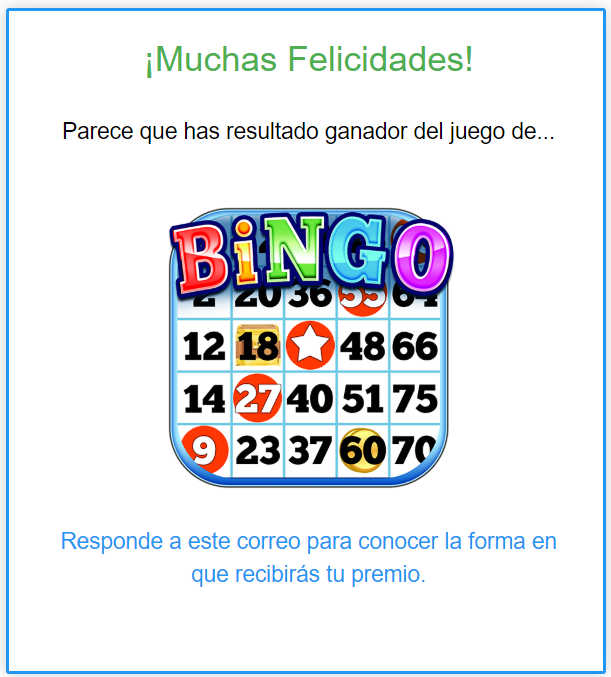 ¡Muchas Felicidades!
Parece que has resultado ganador del juego de...
BiNGO
2 20 36 55 64
12 18 48 66
14 27 40 51 75
9 23 37 60 70
Responde a este correo para conocer la forma en
que recibirás tu premio.